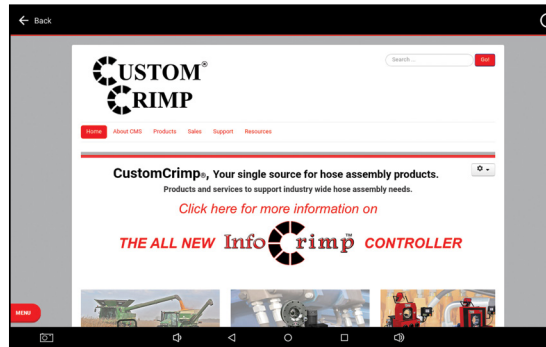 Back
CUSTOM®
CRIMP
Search ...
Go!
Home About CMS Products Sales Support Resources
CustomCrimp®, Your single source for hose assembly products.
Products and services to support industry wide hose assembly needs.
Click here for more information on
THE ALL NEW InfoCrimp™ CONTROLLER
MENU